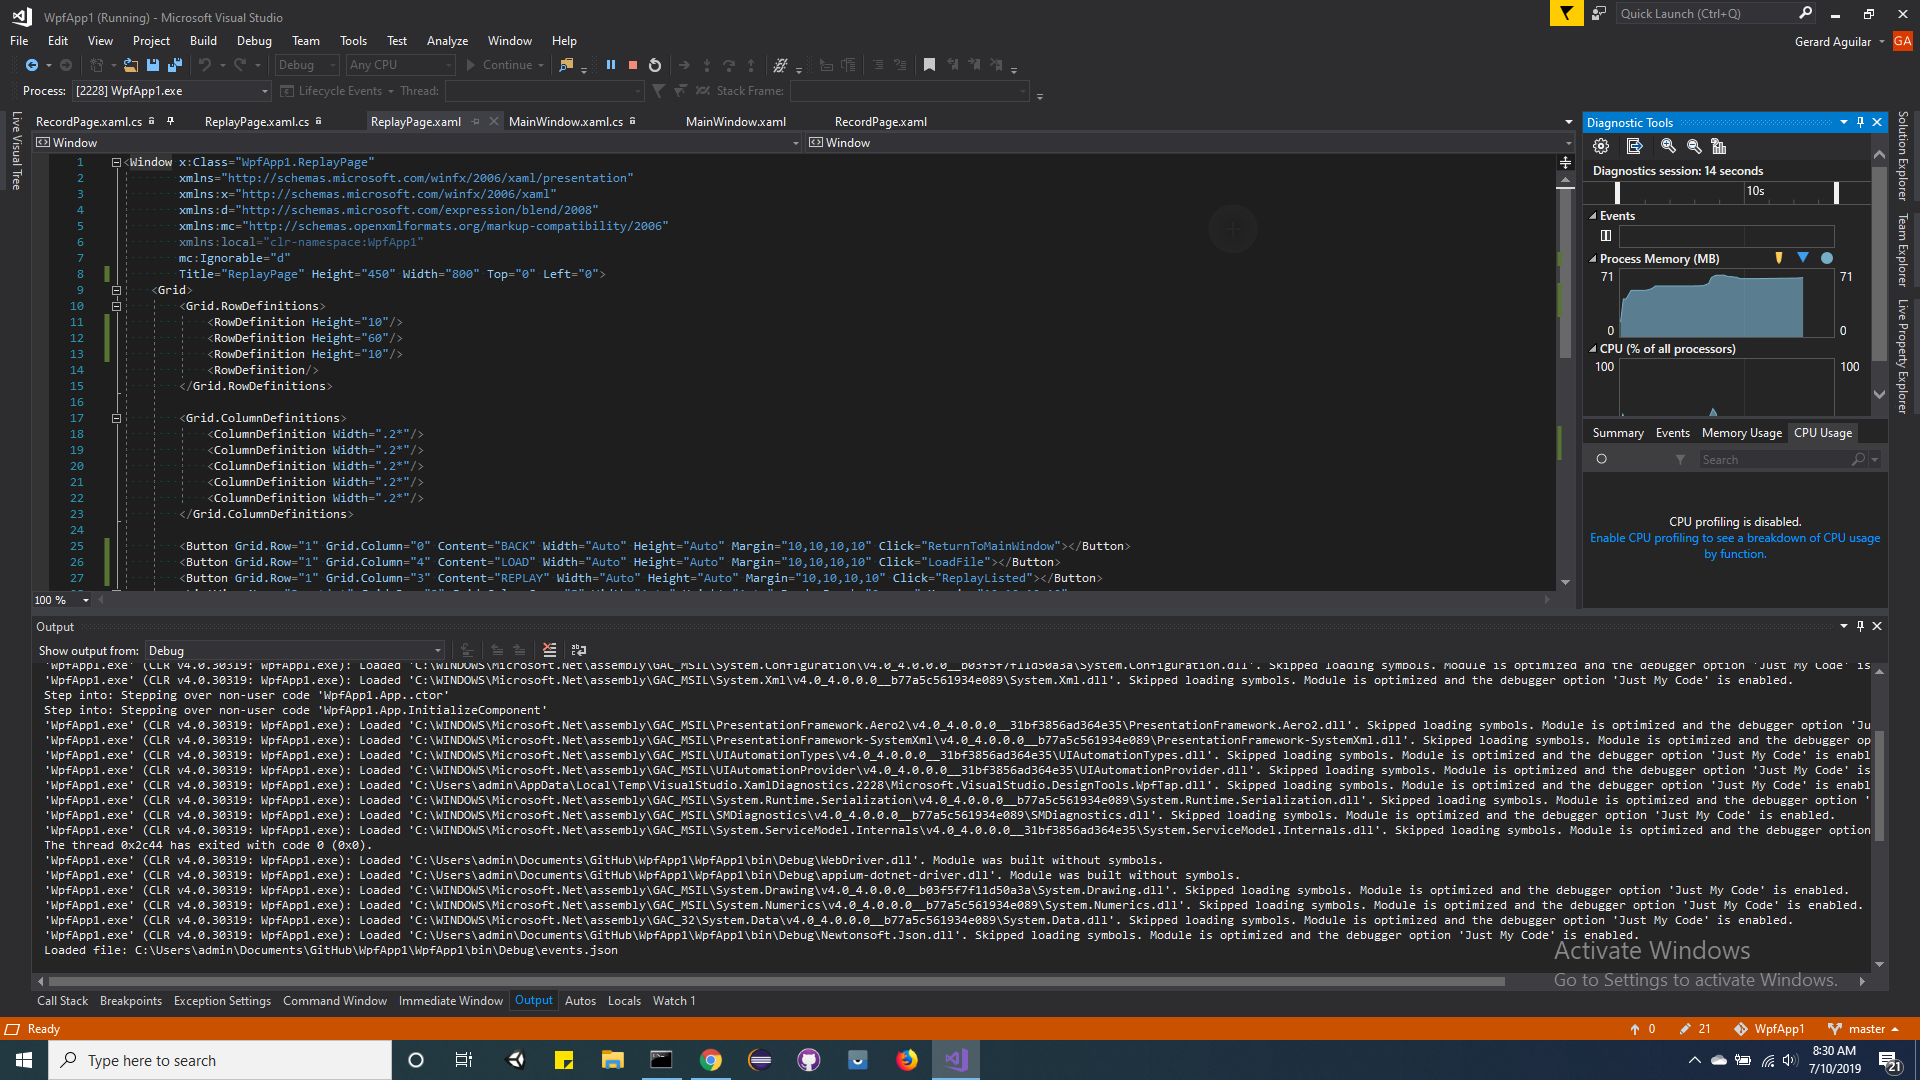 WpfApp1 (Running) - Microsoft Visual Studio
Quick Launch (Ctrl+Q)
File Edit View Project Build Debug Team Tools Test Analyze Window Help
Gerard Aguilar GA
Debug Any CPU Continue
Process: [2228] WpfApp1.exe Lifecycle Events Thread: Stack Frame:
Live Visual Tree
RecordPage.xaml.cs ReplayPage.xaml.cs ReplayPage.xaml MainWindow.xaml.cs MainWindow.xaml RecordPage.xaml
Window Window
1 <Window x:Class="WpfApp1.ReplayPage"
2 xmlns="http://schemas.microsoft.com/winfx/2006/xaml/presentation"
3 xmlns:x="http://schemas.microsoft.com/winfx/2006/xaml"
4 xmlns:d="http://schemas.microsoft.com/expression/blend/2008"
5 xmlns:mc="http://schemas.openxmlformats.org/markup-compatibility/2006"
6 xmlns:local="clr-namespace:WpfApp1"
7 mc:Ignorable="d"
8 Title="ReplayPage" Height="450" Width="800" Top="0" Left="0">
9 <Grid>
10 <Grid.RowDefinitions>
11 <RowDefinition Height="10"/>
12 <RowDefinition Height="60"/>
13 <RowDefinition Height="10"/>
14 <RowDefinition/>
15 </Grid.RowDefinitions>
16
17 <Grid.ColumnDefinitions>
18 <ColumnDefinition Width=".2*"/>
19 <ColumnDefinition Width=".2*"/>
20 <ColumnDefinition Width=".2*"/>
21 <ColumnDefinition Width=".2*"/>
22 <ColumnDefinition Width=".2*"/>
23 </Grid.ColumnDefinitions>
24
25 <Button Grid.Row="1" Grid.Column="0" Content="BACK" Width="Auto" Height="Auto" Margin="10,10,10,10" Click="ReturnToMainWindow"></Button>
26 <Button Grid.Row="1" Grid.Column="4" Content="LOAD" Width="Auto" Height="Auto" Margin="10,10,10,10" Click="LoadFile"></Button>
27 <Button Grid.Row="1" Grid.Column="3" Content="REPLAY" Width="Auto" Height="Auto" Margin="10,10,10,10" Click="ReplayListed"></Button>
100 %
Diagnostic Tools
Diagnostics session: 14 seconds
10s
Events
Process Memory (MB)
71 71
0 0
CPU (% of all processors)
100 100
Summary Events Memory Usage CPU Usage
Search
CPU profiling is disabled.
Enable CPU profiling to see a breakdown of CPU usage
by function.
Solution Explorer
Team Explorer
Live Property Explorer
Output
Show output from: Debug
'WpfApp1.exe' (CLR v4.0.30319: WpfApp1.exe): Loaded 'C:\WINDOWS\Microsoft.Net\assembly\GAC_MSIL\System.Configuration\v4.0_4.0.0.0__b03f5f7f11d50a3a\System.Configuration.dll'. Skipped loading symbols. Module is optimized and the debugger option 'Just My Code' is
'WpfApp1.exe' (CLR v4.0.30319: WpfApp1.exe): Loaded 'C:\WINDOWS\Microsoft.Net\assembly\GAC_MSIL\System.Xml\v4.0_4.0.0.0__b77a5c561934e089\System.Xml.dll'. Skipped loading symbols. Module is optimized and the debugger option 'Just My Code' is enabled.
Step into: Stepping over non-user code 'WpfApp1.App..ctor'
Step into: Stepping over non-user code 'WpfApp1.App.InitializeComponent'
'WpfApp1.exe' (CLR v4.0.30319: WpfApp1.exe): Loaded 'C:\WINDOWS\Microsoft.Net\assembly\GAC_MSIL\PresentationFramework.Aero2\v4.0_4.0.0.0__31bf3856ad364e35\PresentationFramework.Aero2.dll'. Skipped loading symbols. Module is optimized and the debugger option 'Ju
'WpfApp1.exe' (CLR v4.0.30319: WpfApp1.exe): Loaded 'C:\WINDOWS\Microsoft.Net\assembly\GAC_MSIL\PresentationFramework-SystemXml\v4.0_4.0.0.0__b77a5c561934e089\PresentationFramework-SystemXml.dll'. Skipped loading symbols. Module is optimized and the debugger op
'WpfApp1.exe' (CLR v4.0.30319: WpfApp1.exe): Loaded 'C:\WINDOWS\Microsoft.Net\assembly\GAC_MSIL\UIAutomationTypes\v4.0_4.0.0.0__31bf3856ad364e35\UIAutomationTypes.dll'. Skipped loading symbols. Module is optimized and the debugger option 'Just My Code' is enabl
'WpfApp1.exe' (CLR v4.0.30319: WpfApp1.exe): Loaded 'C:\WINDOWS\Microsoft.Net\assembly\GAC_MSIL\UIAutomationProvider\v4.0_4.0.0.0__31bf3856ad364e35\UIAutomationProvider.dll'. Skipped loading symbols. Module is optimized and the debugger option 'Just My Code' is
'WpfApp1.exe' (CLR v4.0.30319: WpfApp1.exe): Loaded 'C:\Users\admin\AppData\Local\Temp\VisualStudio.XamlDiagnostics.2228\Microsoft.VisualStudio.DesignTools.WpfTap.dll'. Skipped loading symbols. Module is optimized and the debugger option 'Just My Code' is enabl
'WpfApp1.exe' (CLR v4.0.30319: WpfApp1.exe): Loaded 'C:\WINDOWS\Microsoft.Net\assembly\GAC_MSIL\System.Runtime.Serialization\v4.0_4.0.0.0__b77a5c561934e089\System.Runtime.Serialization.dll'. Skipped loading symbols. Module is optimized and the debugger option '
'WpfApp1.exe' (CLR v4.0.30319: WpfApp1.exe): Loaded 'C:\WINDOWS\Microsoft.Net\assembly\GAC_MSIL\SMDiagnostics\v4.0_4.0.0.0__b77a5c561934e089\SMDiagnostics.dll'. Skipped loading symbols. Module is optimized and the debugger option 'Just My Code' is enabled.
'WpfApp1.exe' (CLR v4.0.30319: WpfApp1.exe): Loaded 'C:\WINDOWS\Microsoft.Net\assembly\GAC_MSIL\System.ServiceModel.Internals\v4.0_4.0.0.0__31bf3856ad364e35\System.ServiceModel.Internals.dll'. Skipped loading symbols. Module is optimized and the debugger option
The thread 0x2c44 has exited with code 0 (0x0).
'WpfApp1.exe' (CLR v4.0.30319: WpfApp1.exe): Loaded 'C:\Users\admin\Documents\GitHub\WpfApp1\WpfApp1\bin\Debug\WebDriver.dll'. Module was built without symbols.
'WpfApp1.exe' (CLR v4.0.30319: WpfApp1.exe): Loaded 'C:\Users\admin\Documents\GitHub\WpfApp1\WpfApp1\bin\Debug\appium-dotnet-driver.dll'. Module was built without symbols.
'WpfApp1.exe' (CLR v4.0.30319: WpfApp1.exe): Loaded 'C:\WINDOWS\Microsoft.Net\assembly\GAC_MSIL\System.Drawing\v4.0_4.0.0.0__b03f5f7f11d50a3a\System.Drawing.dll'. Skipped loading symbols. Module is optimized and the debugger option 'Just My Code' is enabled.
'WpfApp1.exe' (CLR v4.0.30319: WpfApp1.exe): Loaded 'C:\WINDOWS\Microsoft.Net\assembly\GAC_MSIL\System.Numerics\v4.0_4.0.0.0__b77a5c561934e089\System.Numerics.dll'. Skipped loading symbols. Module is optimized and the debugger option 'Just My Code' is enabled.
'WpfApp1.exe' (CLR v4.0.30319: WpfApp1.exe): Loaded 'C:\WINDOWS\Microsoft.Net\assembly\GAC_32\System.Data\v4.0_4.0.0.0__b77a5c561934e089\System.Data.dll'. Skipped loading symbols. Module is optimized and the debugger option 'Just My Code' is enabled.
'WpfApp1.exe' (CLR v4.0.30319: WpfApp1.exe): Loaded 'C:\Users\admin\Documents\GitHub\WpfApp1\WpfApp1\bin\Debug\Newtonsoft.Json.dll'. Skipped loading symbols. Module is optimized and the debugger option 'Just My Code' is enabled.
Loaded file: C:\Users\admin\Documents\GitHub\WpfApp1\WpfApp1\bin\Debug\events.json
Activate Windows
Go to Settings to activate Windows.
Call Stack Breakpoints Exception Settings Command Window Immediate Window Output Autos Locals Watch 1
Ready 0 21 WpfApp1 master
Type here to search
8:30 AM
7/10/2019
21